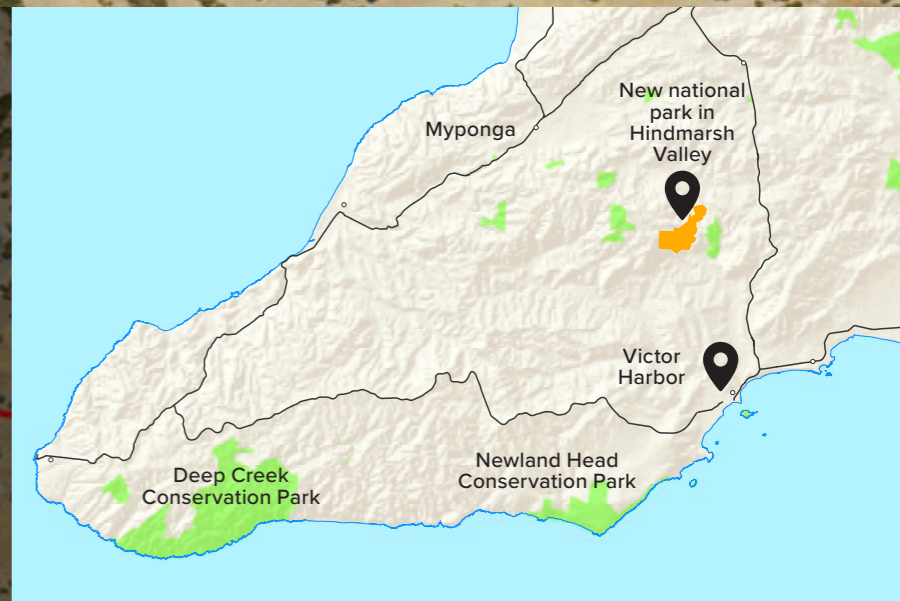 New national
park in
Hindmarsh
Valley
Myponga
Victor
Harbor
Newland Head
Conservation Park
Deep Creek
Conservation Park